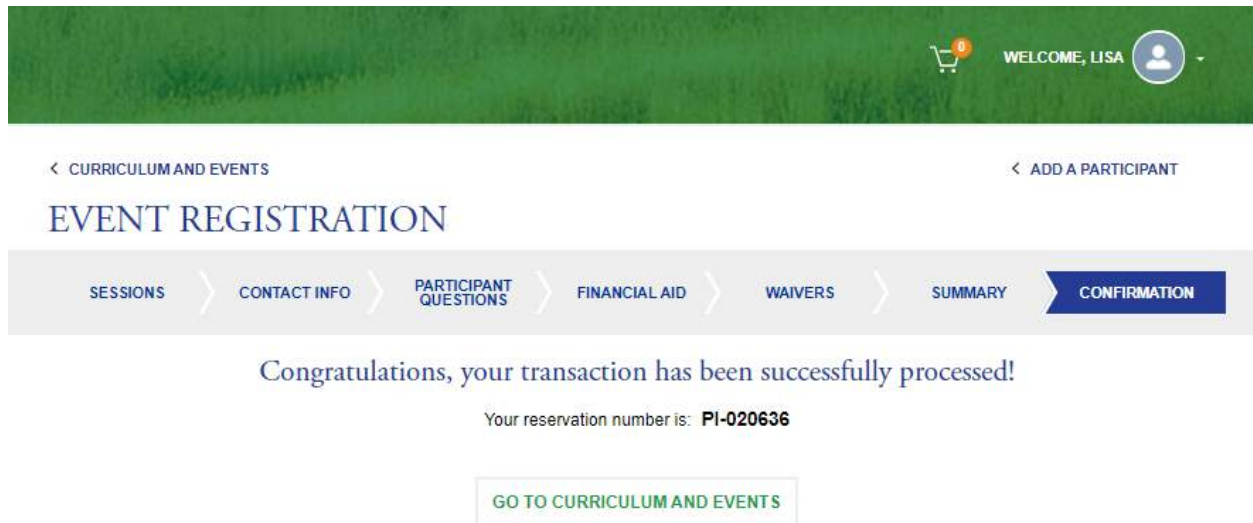 0
WELCOME, LISA
< CURRICULUM AND EVENTS
< ADD A PARTICIPANT
EVENT REGISTRATION
SESSIONS
CONTACT INFO
PARTICIPANT
QUESTIONS
FINANCIAL AID
WAIVERS
SUMMARY
CONFIRMATION
Congratulations, your transaction has been successfully processed!
Your reservation number is: PI-020636
GO TO CURRICULUM AND EVENTS